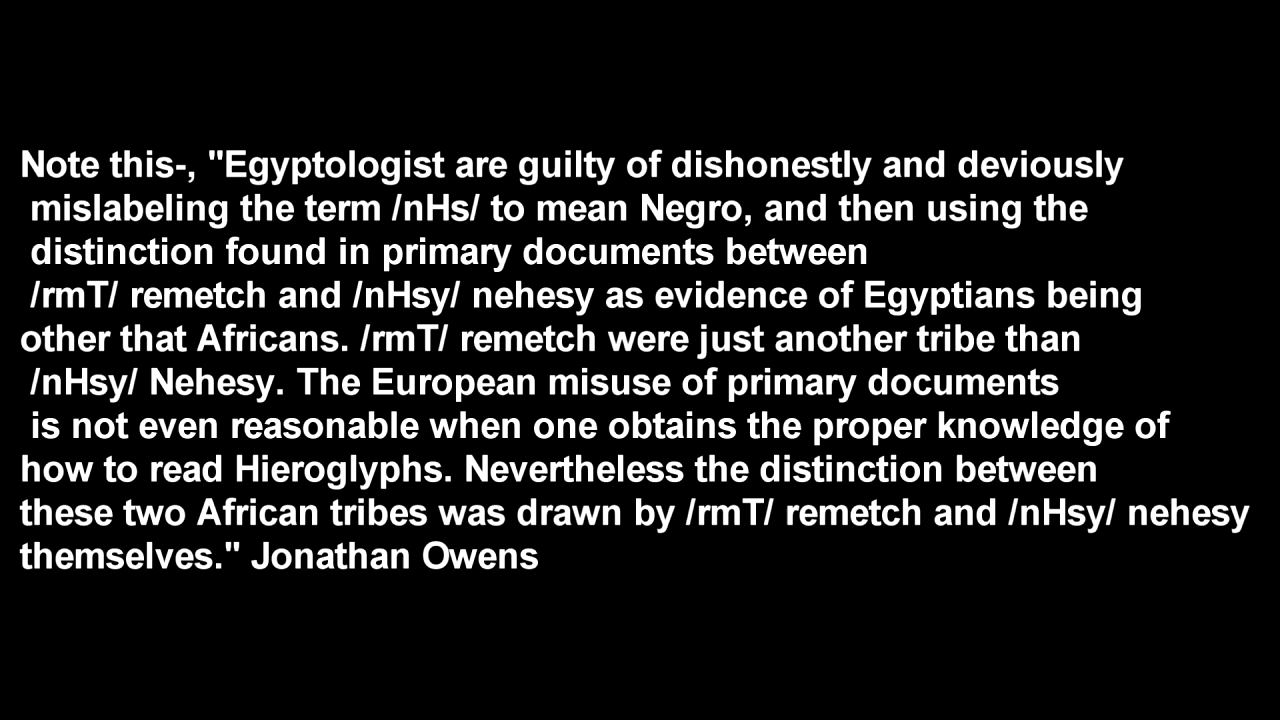 Note this-, "Egyptologist are guilty of dishonestly and deviously
mislabeling the term /nHs/ to mean Negro, and then using the
distinction found in primary documents between
/rmT/ remetch and /nHsy/ nehesy as evidence of Egyptians being
other that Africans. /rmT/ remetch were just another tribe than
/nHsy/ Nehesy. The European misuse of primary documents
is not even reasonable when one obtains the proper knowledge of
how to read Hieroglyphs. Nevertheless the distinction between
these two African tribes was drawn by /rmT/ remetch and /nHsy/ nehesy
themselves." Jonathan Owens